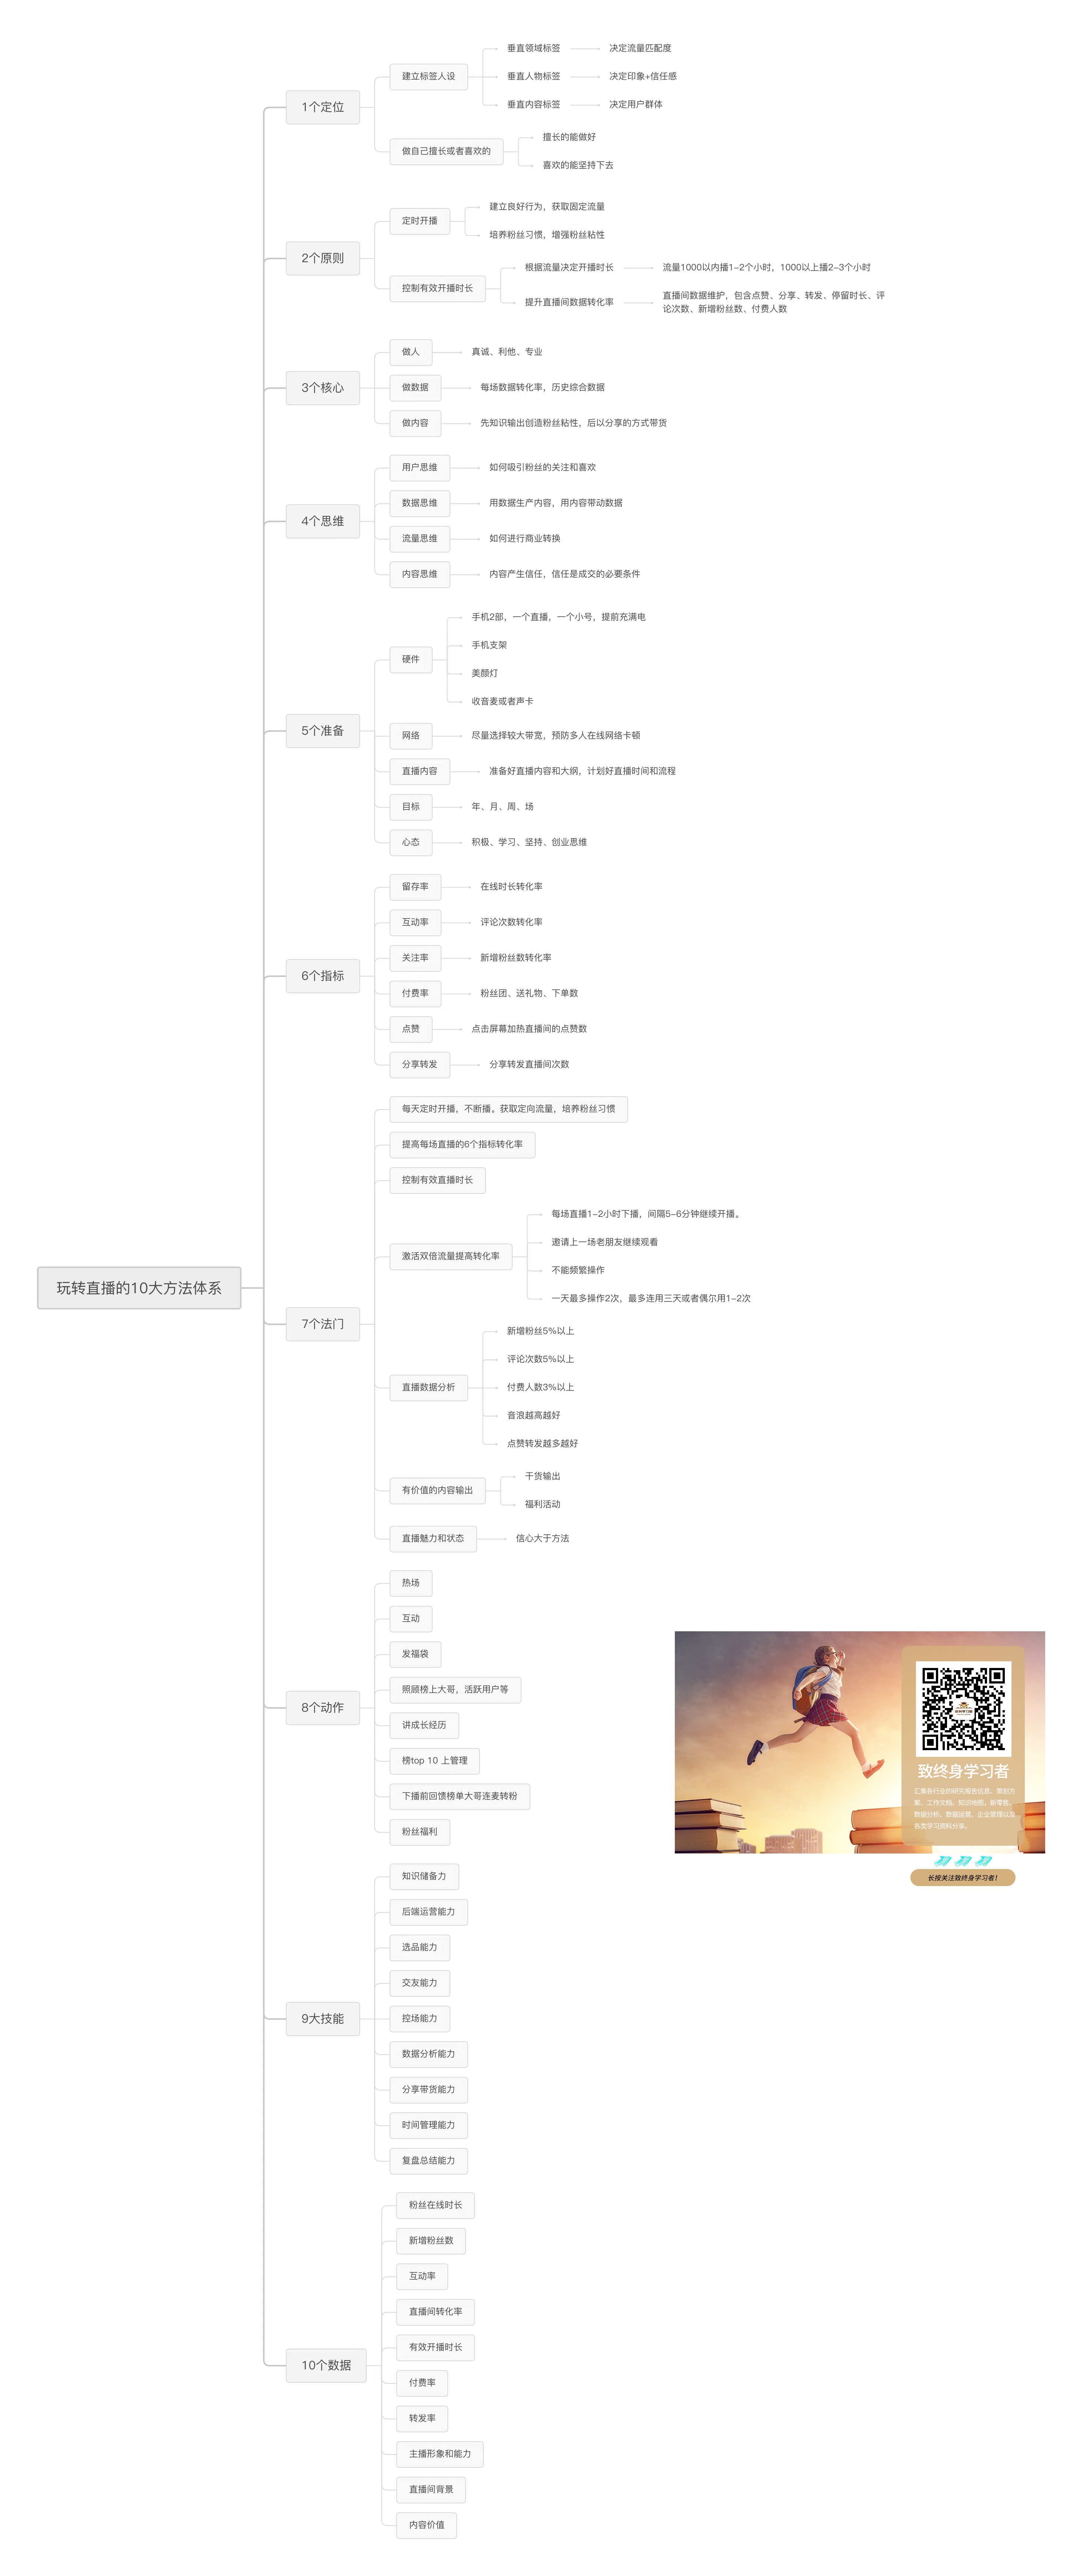 玩转直播的10大方法体系
1个定位
建立标签人设
垂直领域标签
决定流量匹配度
垂直人物标签
决定印象+信任感
垂直内容标签
决定用户群体
做自己擅长或者喜欢的
擅长的能做好
喜欢的能坚持下去
2个原则
定时开播
建立良好行为，获取固定流量
培养粉丝习惯，增强粉丝粘性
控制有效开播时长
根据流量决定开播时长
流量1000以内播1-2个小时，1000以上播2-3个小时
提升直播间数据转化率
直播间数据维护，包含点赞、分享、转发、停留时长、评
论次数、新增粉丝数、付费人数
3个核心
做人
真诚、利他、专业
做数据
每场数据转化率，历史综合数据
做内容
先知识输出创造粉丝粘性，后以分享的方式带货
4个思维
用户思维
如何吸引粉丝的关注和喜欢
数据思维
用数据生产内容，用内容带动数据
流量思维
如何进行商业转换
内容思维
内容产生信任，信任是成交的必要条件
5个准备
硬件
手机2部，一个直播，一个小号，提前充满电
手机支架
美颜灯
收音麦或者声卡
网络
尽量选择较大带宽，预防多人在线网络卡顿
直播内容
准备好直播内容和大纲，计划好直播时间和流程
目标
年、月、周、场
心态
积极、学习、坚持、创业思维
6个指标
留存率
在线时长转化率
互动率
评论次数转化率
关注率
新增粉丝数转化率
付费率
粉丝团、送礼物、下单数
点赞
点击屏幕加热直播间的点赞数
分享转发
分享转发直播间次数
7个法门
每天定时开播，不断播。获取定向流量，培养粉丝习惯
提高每场直播的6个指标转化率
控制有效直播时长
激活双倍流量提高转化率
每场直播1-2小时下播，间隔5-6分钟继续开播。
邀请上一场老朋友继续观看
不能频繁操作
一天最多操作2次，最多连用三天或者偶尔用1-2次
直播数据分析
新增粉丝5%以上
评论次数5%以上
付费人数3%以上
音浪越高越好
点赞转发越多越好
有价值的内容输出
干货输出
福利活动
直播魅力和状态
信心大于方法
8个动作
热场
互动
发福袋
照顾榜上大哥，活跃用户等
讲成长经历
榜top 10 上管理
下播前回馈榜单大哥连麦转粉
粉丝福利
9大技能
知识储备力
后端运营能力
选品能力
交友能力
控场能力
数据分析能力
分享带货能力
时间管理能力
复盘总结能力
10个数据
粉丝在线时长
新增粉丝数
互动率
直播间转化率
有效开播时长
付费率
转发率
主播形象和能力
直播间背景
内容价值
致终身学习者
汇集各行业的研究报告信息、策划方
案、工作文档、知识地图、新零售、
数据分析、数据运营、企业管理以及
各类学习资料分享。
长按关注致终身学习者！